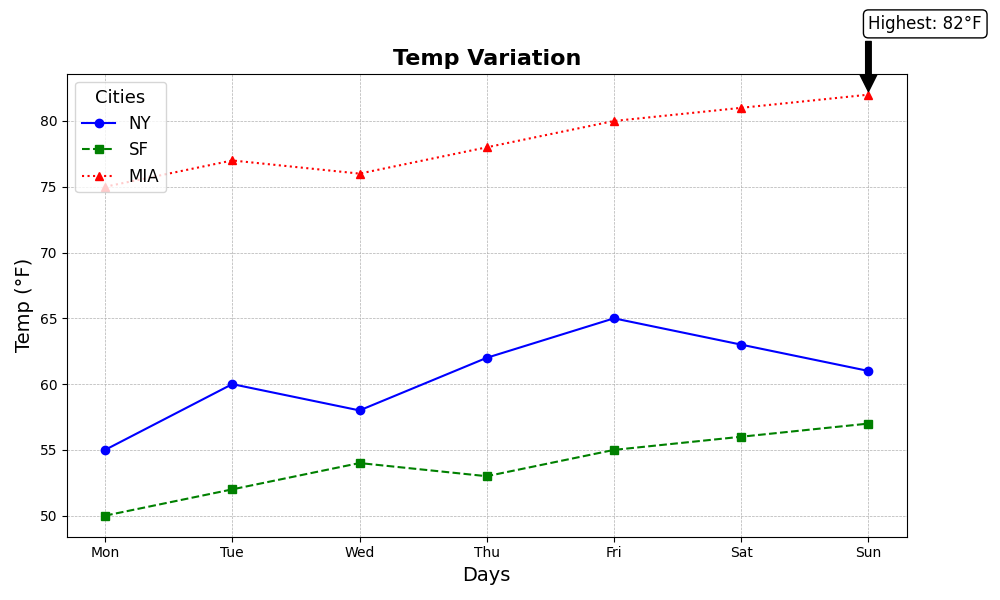 Highest: 82°F
Temp Variation
Cities
NY
SF
MIA
80
75
70
65
60
55
50
Temp (°F)
Mon Tue Wed Thu Fri Sat Sun
Days